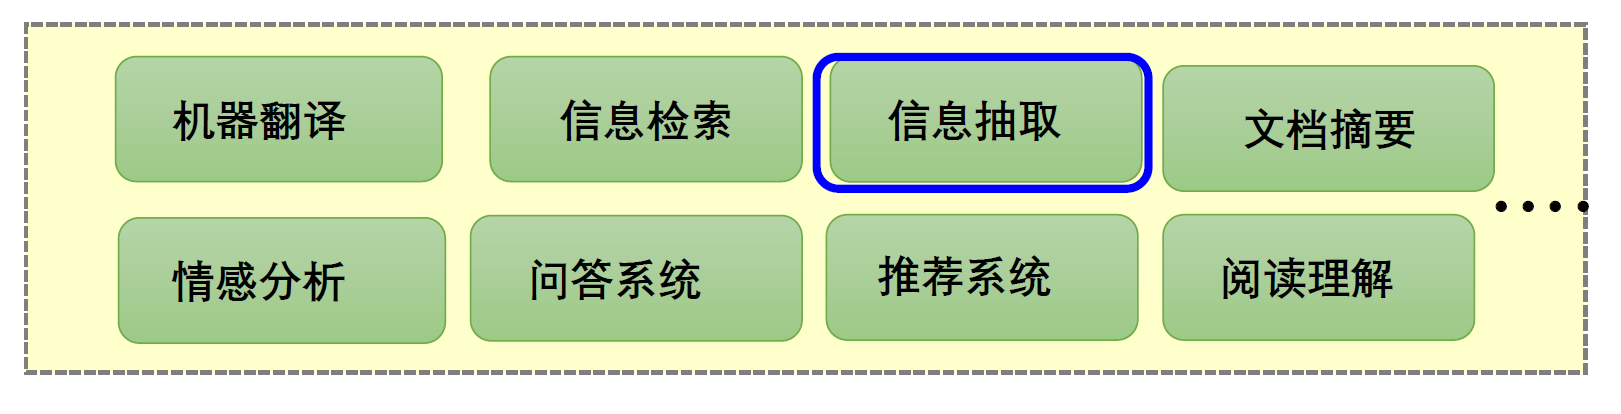 机器翻译
信息检索
信息抽取
文档摘要
情感分析
问答系统
推荐系统
阅读理解